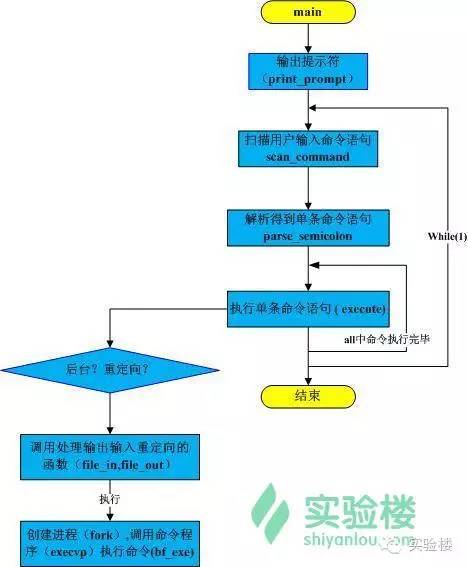 main
输出提示符
（print_prompt）
扫描用户输入命令语句
scan_command
解析得到单条命令语句
parse_semicolon
While(1)
执行单条命令语句 ( execute)
all中命令执行完毕
后台？重定向？
结束
调用处理输出输入重定向的
函数（file_in,file_out）
执行
创建进程（fork）,调用命令程
序（execvp）执行命令(bf_exe)
实验楼
shiyanlou.com
实验楼